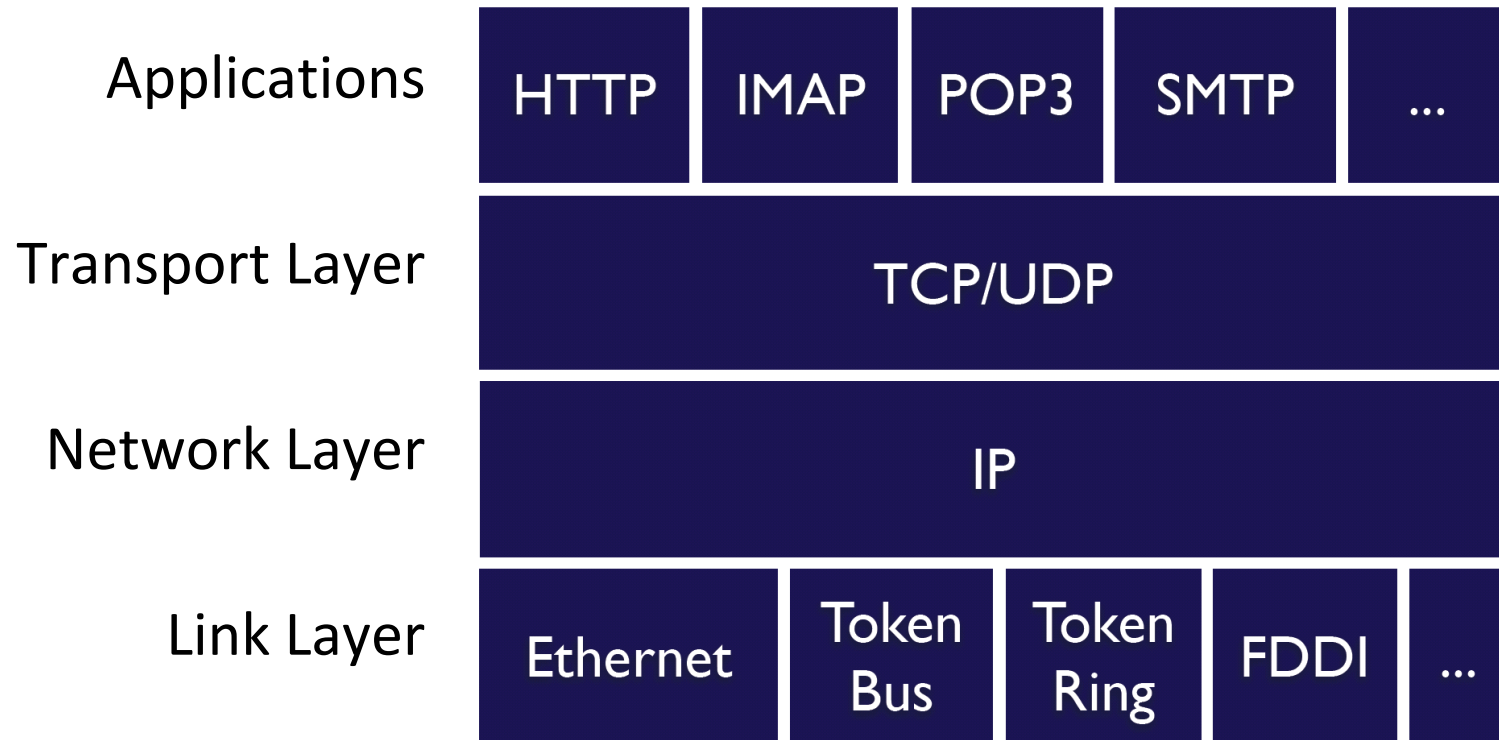 Applications
HTTP IMAP POP3 SMTP ...
Transport Layer
TCP/UDP
Network Layer
IP
Link Layer
Ethernet Token Bus Token Ring FDDI ...